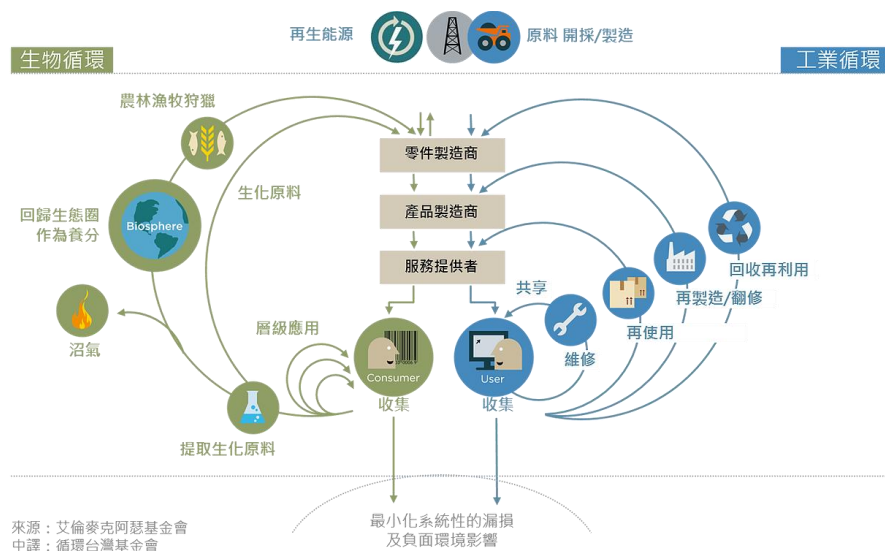 再生能源
原料 開採/製造
生物循環
工業循環
農林漁牧狩獵
零件製造商
生化原料
產品製造商
回歸生態圈
作為養分
Biosphere
服務提供者
回收再利用
共享
再製造/翻修
層級應用
再使用
沼氣
維修
Consumer
User
收集
收集
提取生化原料
最小化系統性的漏損
及負面環境影響
來源：艾倫麥克阿瑟基金會
中譯：循環台灣基金會